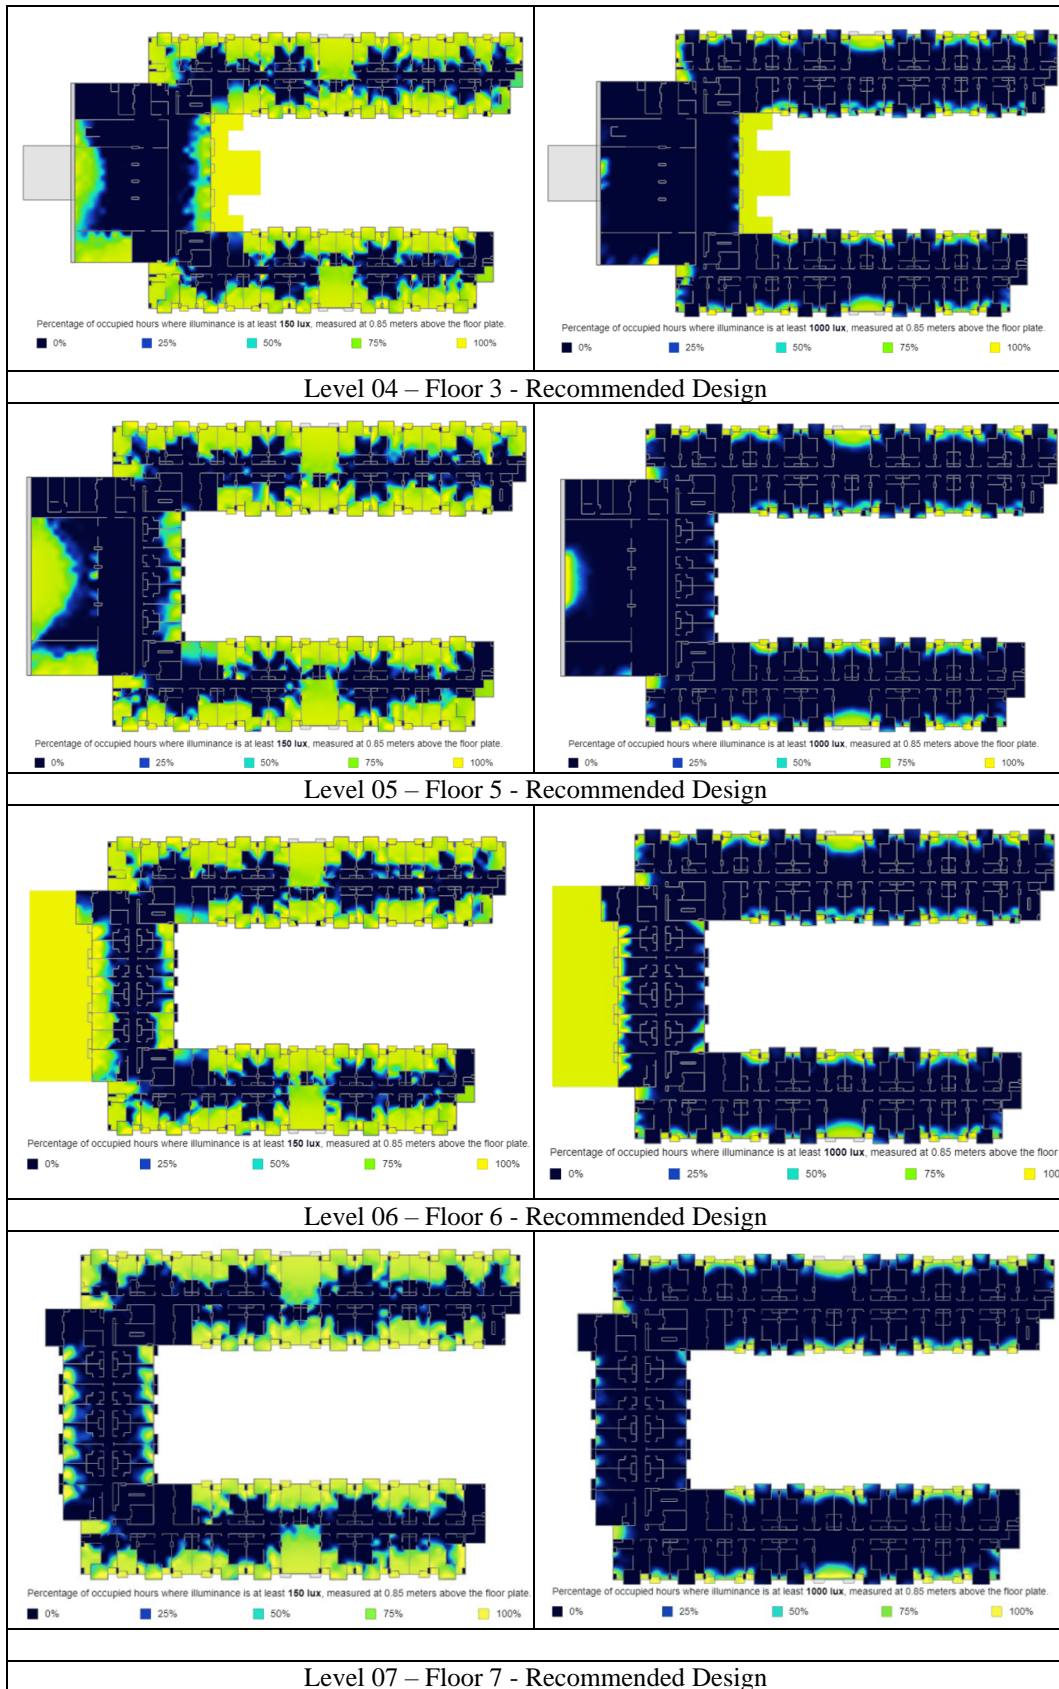 Percentage of occupied hours where illuminance is at least 150 lux, measured at 0.85 meters above the floor plate.
0% 25% 50% 75% 100%
Percentage of occupied hours where illuminance is at least 1000 lux, measured at 0.85 meters above the floor plate.
0% 25% 50% 75% 100%
Level 04 – Floor 3 - Recommended Design
Percentage of occupied hours where illuminance is at least 150 lux, measured at 0.85 meters above the floor plate.
0% 25% 50% 75% 100%
Percentage of occupied hours where illuminance is at least 1000 lux, measured at 0.85 meters above the floor plate.
0% 25% 50% 75% 100%
Level 05 – Floor 5 - Recommended Design
Percentage of occupied hours where illuminance is at least 150 lux, measured at 0.85 meters above the floor plate.
0% 25% 50% 75% 100%
Percentage of occupied hours where illuminance is at least 1000 lux, measured at 0.85 meters above the floor
0% 25% 50% 75% 100
Level 06 – Floor 6 - Recommended Design
Percentage of occupied hours where illuminance is at least 150 lux, measured at 0.85 meters above the floor plate.
0% 25% 50% 75% 100%
Percentage of occupied hours where illuminance is at least 1000 lux, measured at 0.85 meters above the floor plate.
0% 25% 50% 75% 100%
Level 07 – Floor 7 - Recommended Design